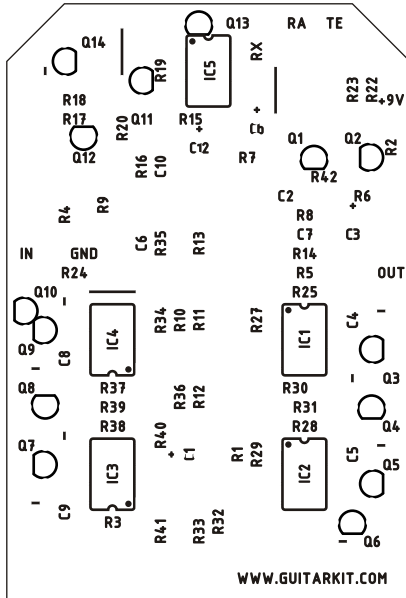 Q13
RA TE
Q14
RX
R19
IC5
R23
R22
+9V
R18
R17
R20
Q11
R15
Q12
C12
C6
Q1
Q2
R2
R16
C10
R7
R42
C2
R6
R4
R9
R8
C6
R35
R13
C7
C3
IN
GND
R14
R24
R5
OUT
Q10
R25
R34
R10
R11
R27
C4
IC4
IC1
Q9
C8
Q8
R37
R36
R12
R30
Q3
R39
R31
R38
R28
Q4
Q7
R40
C1
R1
R29
C5
IC3
IC2
Q5
C9
R3
R41
R33
R32
Q6
WWW.GUITARKIT.COM